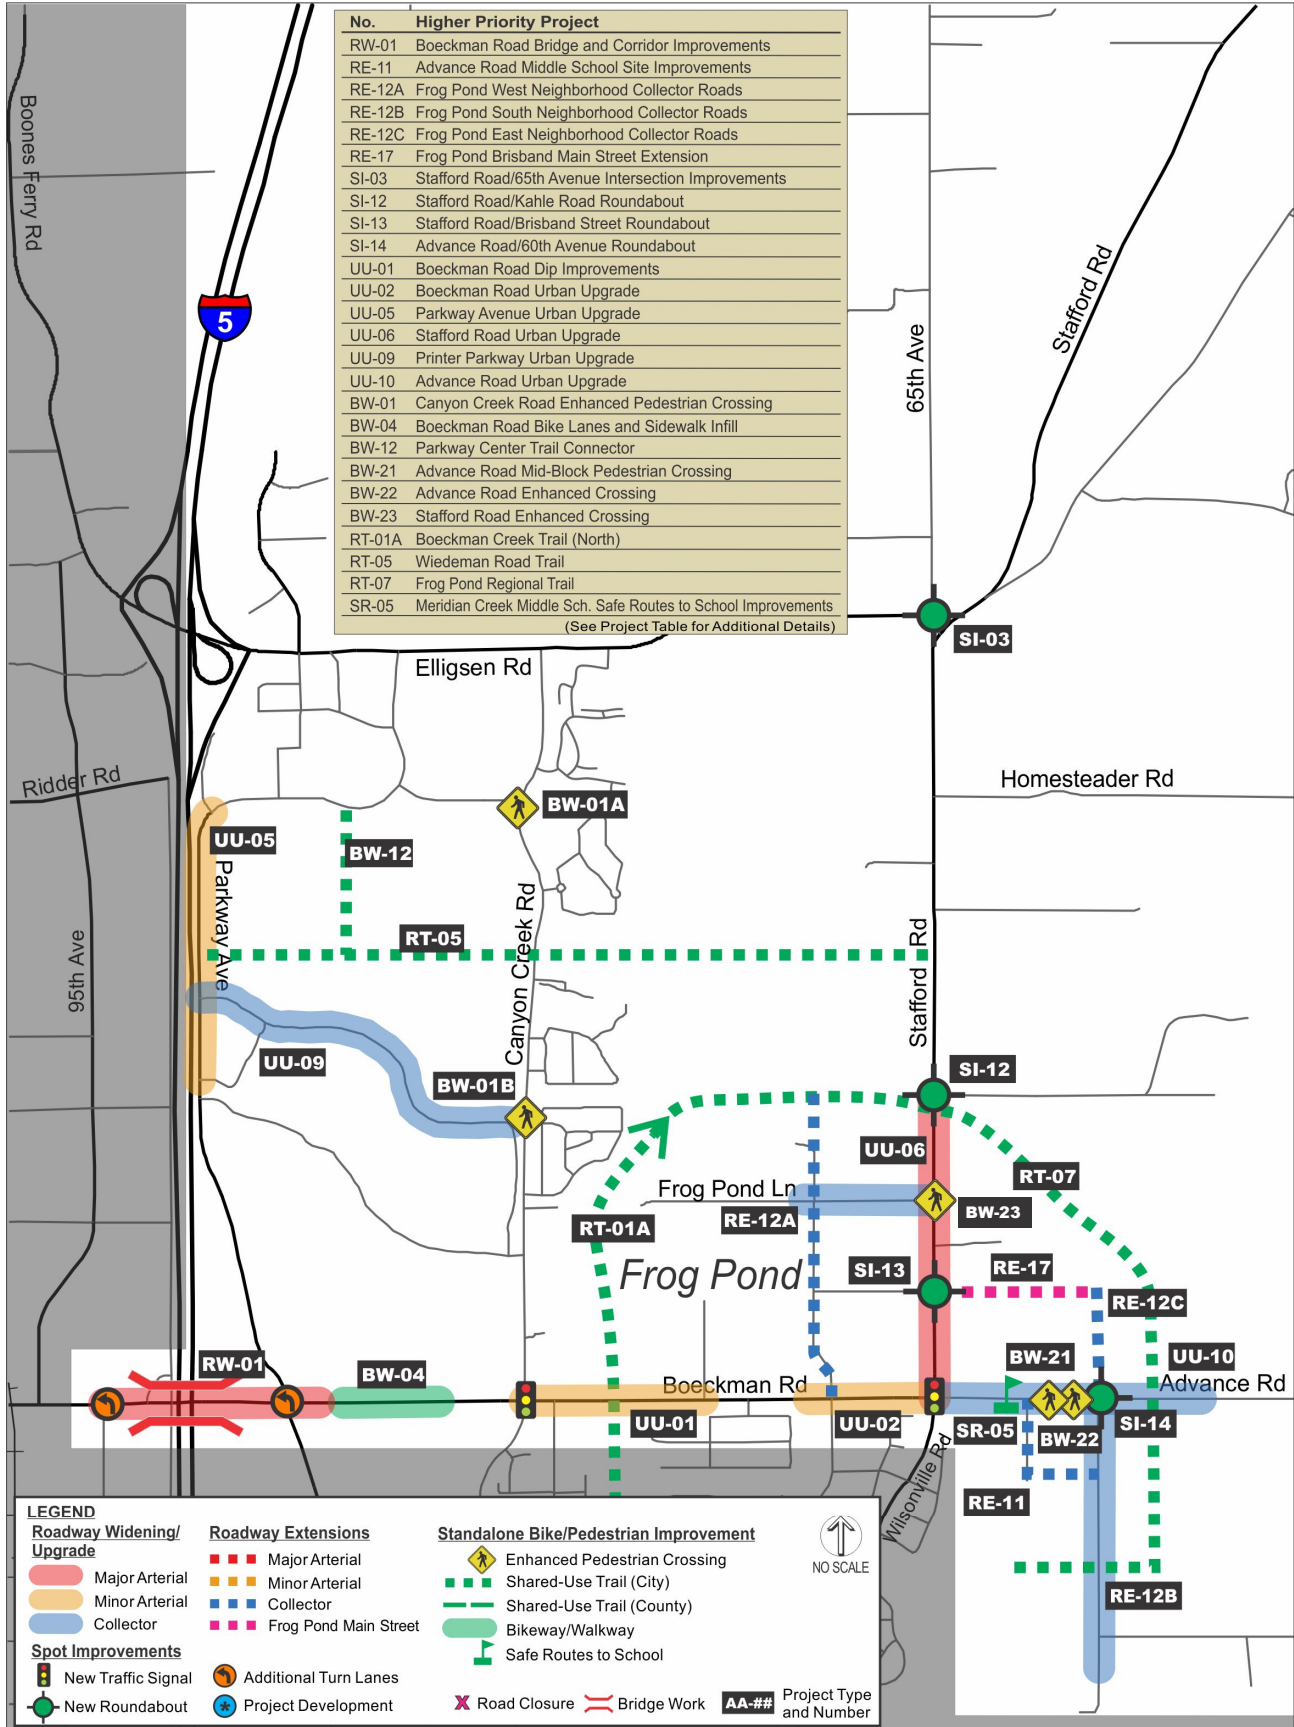 No. Higher Priority Project
RW-01 Boeckman Road Bridge and Corridor Improvements
RE-11 Advance Road Middle School Site Improvements
RE-12A Frog Pond West Neighborhood Collector Roads
RE-12B Frog Pond South Neighborhood Collector Roads
RE-12C Frog Pond East Neighborhood Collector Roads
RE-17 Frog Pond Brisband Main Street Extension
SI-03 Stafford Road/65th Avenue Intersection Improvements
SI-12 Stafford Road/Kahle Road Roundabout
SI-13 Stafford Road/Brisband Street Roundabout
SI-14 Advance Road/60th Avenue Roundabout
UU-01 Boeckman Road Dip Improvements
UU-02 Boeckman Road Urban Upgrade
UU-05 Parkway Avenue Urban Upgrade
UU-06 Stafford Road Urban Upgrade
UU-09 Printer Parkway Urban Upgrade
UU-10 Advance Road Urban Upgrade
BW-01 Canyon Creek Road Enhanced Pedestrian Crossing
BW-04 Boeckman Road Bike Lanes and Sidewalk Infill
BW-12 Parkway Center Trail Connector
BW-21 Advance Road Mid-Block Pedestrian Crossing
BW-22 Advance Road Enhanced Crossing
BW-23 Stafford Road Enhanced Crossing
RT-01A Boeckman Creek Trail (North)
RT-05 Wiedeman Road Trail
RT-07 Frog Pond Regional Trail
SR-05 Meridian Creek Middle Sch. Safe Routes to School Improvements
(See Project Table for Additional Details)
Boones Ferry Rd
5
65th Ave
Stafford Rd
SI-03
Elligsen Rd
Ridder Rd
Homesteader Rd
BW-01A
UU-05
BW-12
Parkway Ave
Canyon Creek Rd
RT-05
95th Ave
Stafford Rd
UU-09
BW-01B
SI-12
UU-06
RT-07
Frog Pond Ln
RE-12A
BW-23
RT-01A
Frog Pond
SI-13
RE-17
RE-12C
RW-01
BW-04
BW-21
UU-10
Boeckman Rd
Advance Rd
UU-01
UU-02
SR-05
BW-22
SI-14
Wilsonville Rd
RE-11
RE-12B
NO SCALE
LEGEND
Roadway Widening/
Upgrade
Major Arterial
Minor Arterial
Collector
Roadway Extensions
Major Arterial
Minor Arterial
Collector
Frog Pond Main Street
Standalone Bike/Pedestrian Improvement
Enhanced Pedestrian Crossing
Shared-Use Trail (City)
Shared-Use Trail (County)
Bikeway/Walkway
Safe Routes to School
Spot Improvements
New Traffic Signal
New Roundabout
Additional Turn Lanes
Project Development
X Road Closure
Bridge Work
AA-## Project Type
and Number